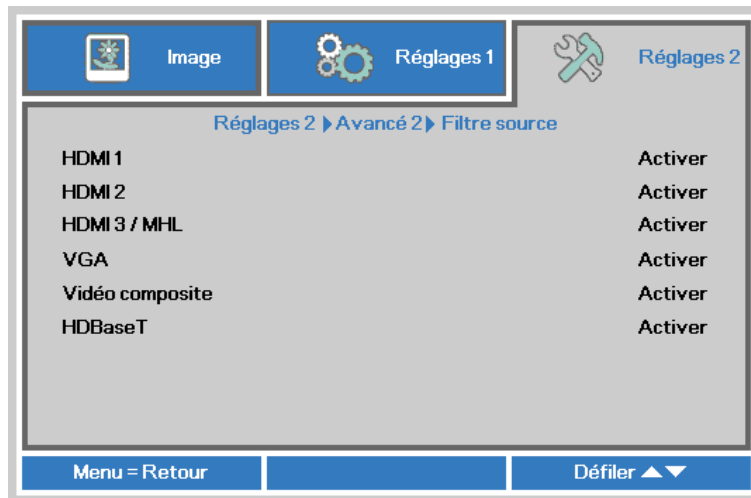 Image
Réglages 1
Réglages 2
Réglages 2 ▶ Avancé 2 ▶ Filtre source
HDMI 1 Activer
HDMI 2 Activer
HDMI 3 / MHL Activer
VGA Activer
Vidéo composite Activer
HDBaseT Activer
Menu = Retour
Défiler ▲▼